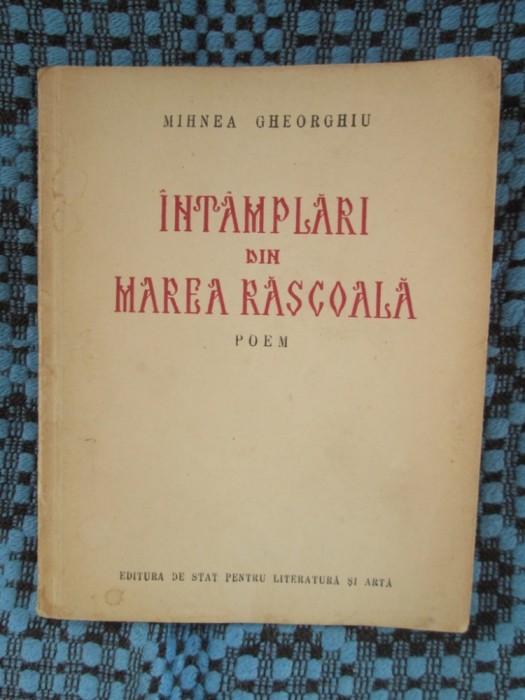 MIHNEA GHEORGHIU
ÎNTÂMPLĂRI
DIN
MAREA RĂSCOALĂ
POEM
EDITURA DE STAT PENTRU LITERATURĂ ȘI ARTĂ